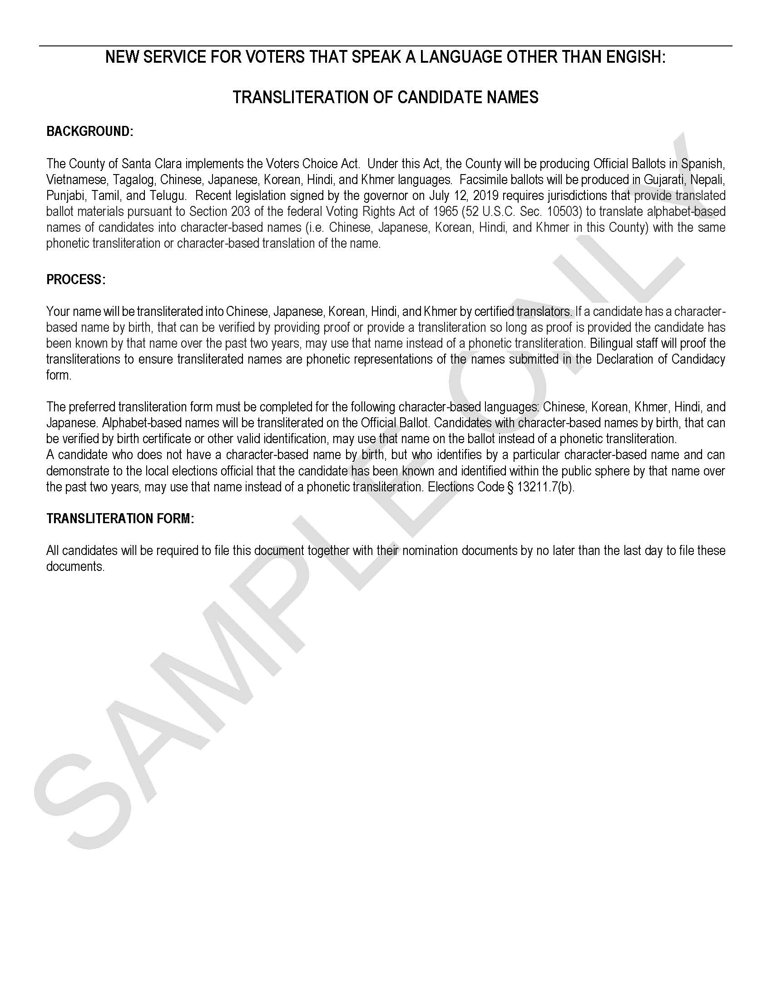 NEW SERVICE FOR VOTERS THAT SPEAK A LANGUAGE OTHER THAN ENGISH:
TRANSLITERATION OF CANDIDATE NAMES
BACKGROUND:
The County of Santa Clara implements the Voters Choice Act. Under this Act, the County will be producing Official Ballots in Spanish,
Vietnamese, Tagalog, Chinese, Japanese, Korean, Hindi, and Khmer languages. Facsimile ballots will be produced in Gujarati, Nepali,
Punjabi, Tamil, and Telugu. Recent legislation signed by the governor on July 12, 2019 requires jurisdictions that provide translated
ballot materials pursuant to Section 203 of the federal Voting Rights Act of 1965 (52 U.S.C. Sec. 10503) to translate alphabet-based
names of candidates into character-based names (i.e. Chinese, Japanese, Korean, Hindi, and Khmer in this County) with the same
phonetic transliteration or character-based translation of the name.
PROCESS:
Your name will be transliterated into Chinese, Japanese, Korean, Hindi, and Khmer by certified translators. If a candidate has a character-
based name by birth, that can be verified by providing proof or provide a transliteration so long as proof is provided the candidate has
been known by that name over the past two years, may use that name instead of a phonetic transliteration. Bilingual staff will proof the
transliterations to ensure transliterated names are phonetic representations of the names submitted in the Declaration of Candidacy
form.
The preferred transliteration form must be completed for the following character-based languages: Chinese, Korean, Khmer, Hindi, and
Japanese. Alphabet-based names will be transliterated on the Official Ballot. Candidates with character-based names by birth, that can
be verified by birth certificate or other valid identification, may use that name on the ballot instead of a phonetic transliteration.
A candidate who does not have a character-based name by birth, but who identifies by a particular character-based name and can
demonstrate to the local elections official that the candidate has been known and identified within the public sphere by that name over
the past two years, may use that name instead of a phonetic transliteration. Elections Code § 13211.7(b).
TRANSLITERATION FORM:
All candidates will be required to file this document together with their nomination documents by no later than the last day to file these
documents.
SAMPLE ONLY